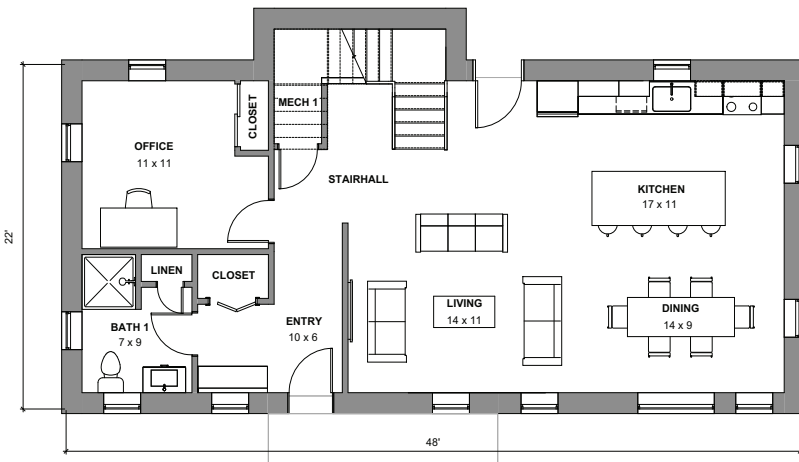 CLOSET
MECH 1
OFFICE
11 x 11
STAIRHALL
KITCHEN
17 x 11
22'
LINEN
CLOSET
LIVING
14 x 11
DINING
14 x 9
ENTRY
10 x 6
BATH 1
7 x 9
48'